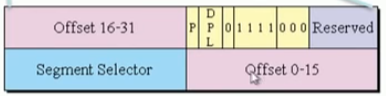 Offset 16-31 P DPL 0 1 1 1 1 0 0 0 Reserved
Segment Selector Offset 0-15